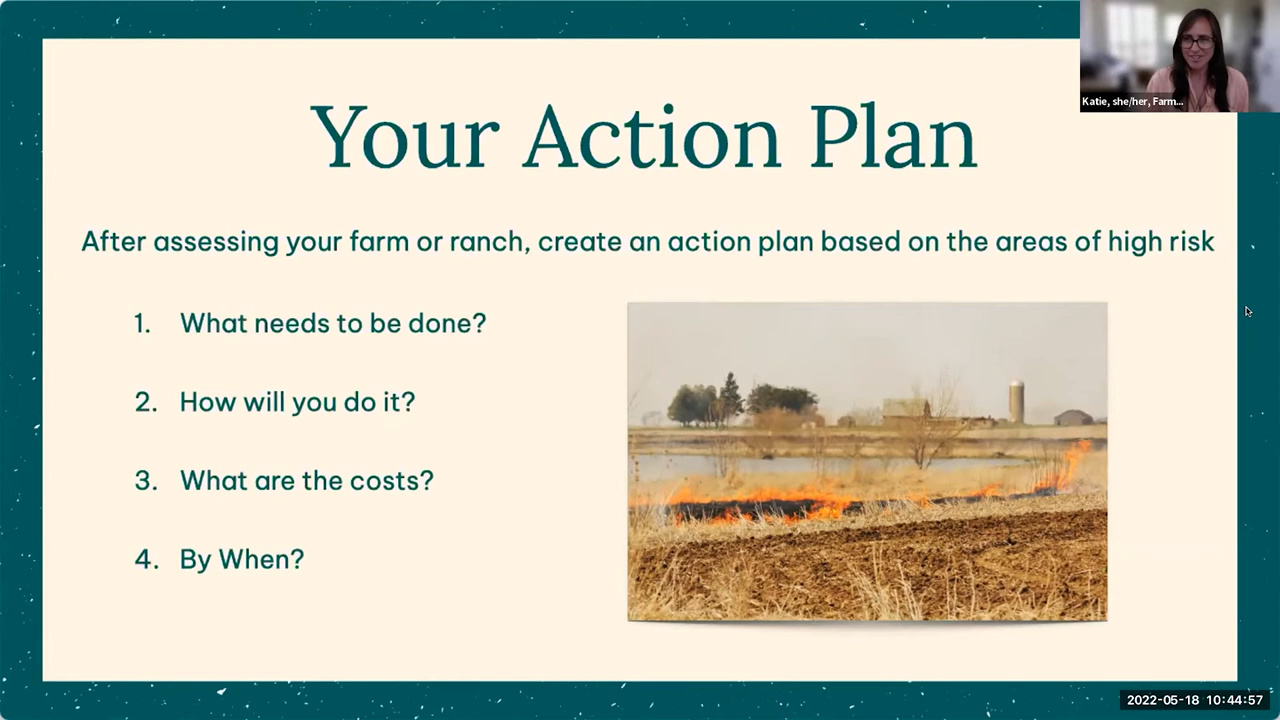 Your Action Plan
Katie, she/her, Farm...
After assessing your farm or ranch, create an action plan based on the areas of high risk
1. What needs to be done?
2. How will you do it?
3. What are the costs?
4. By When?
2022-05-18 10:44:57